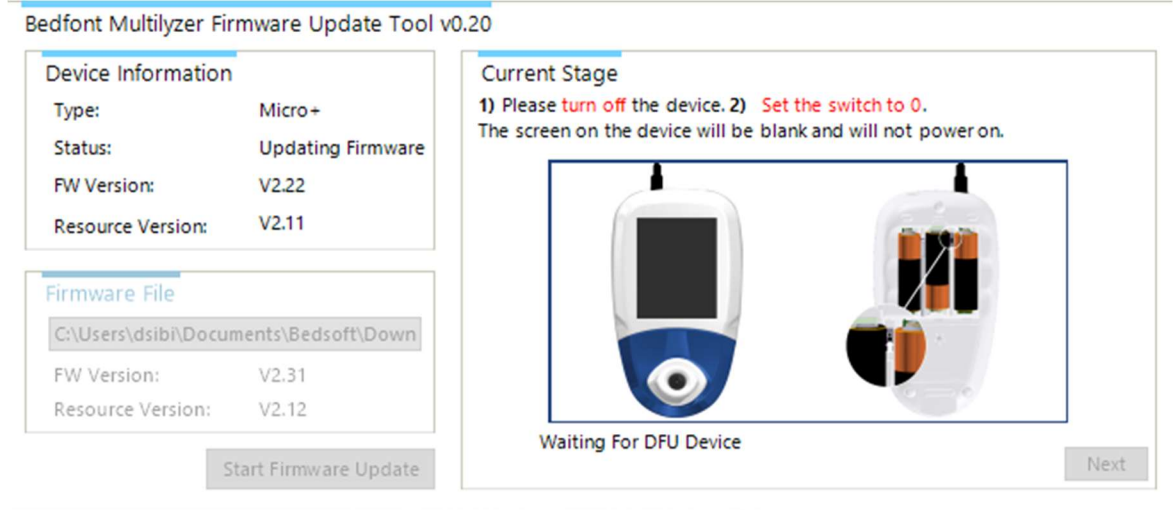 Bedfont Multilyzer Firmware Update Tool v0.20
Device Information
Type: Micro+
Status: Updating Firmware
FW Version: V2.22
Resource Version: V2.11
Firmware File
C:\Users\dsibi\Documents\Bedsoft\Down
FW Version: V2.31
Resource Version: V2.12
Start Firmware Update
Current Stage
1) Please turn off the device. 2) Set the switch to 0.
The screen on the device will be blank and will not power on.
Waiting For DFU Device
Next